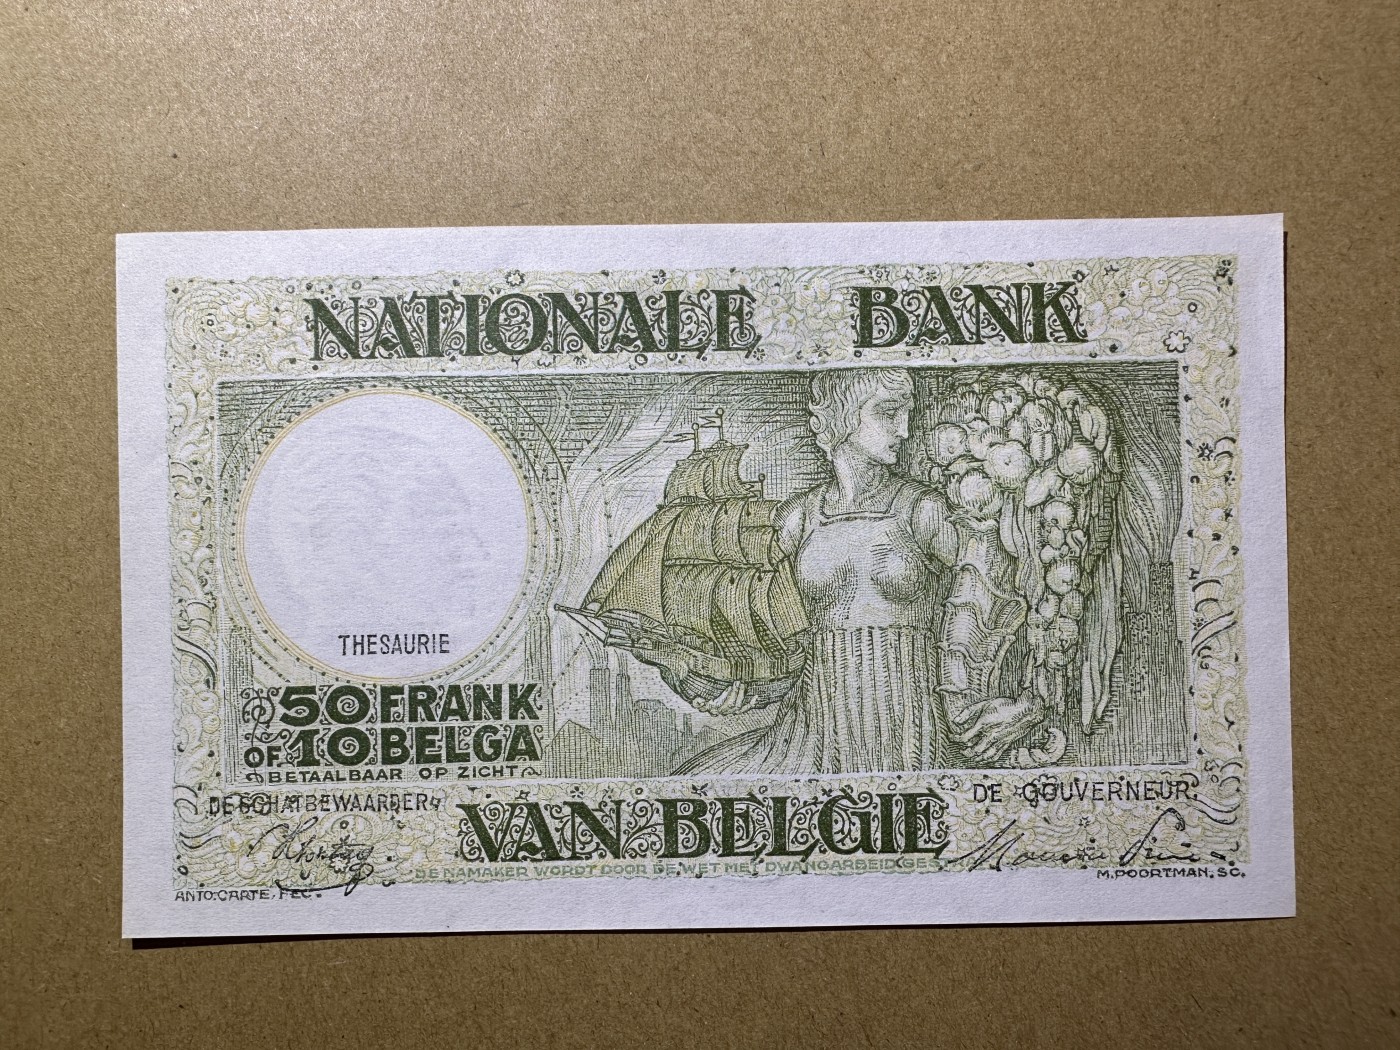 NATIONALE BANK
THESAURIE
50 FRANK
OF 10 BELGA
BETAALBAAR OP ZICHT
DE SCHATBEWAARDER,
VAN BELGIE
DE GOUVERNEUR,
DE NAMAKER WORDT DOOR DE WET MET DWANGARBEID GEST
ANTO·CARTE, FEC.
M. POORTMAN. SC.